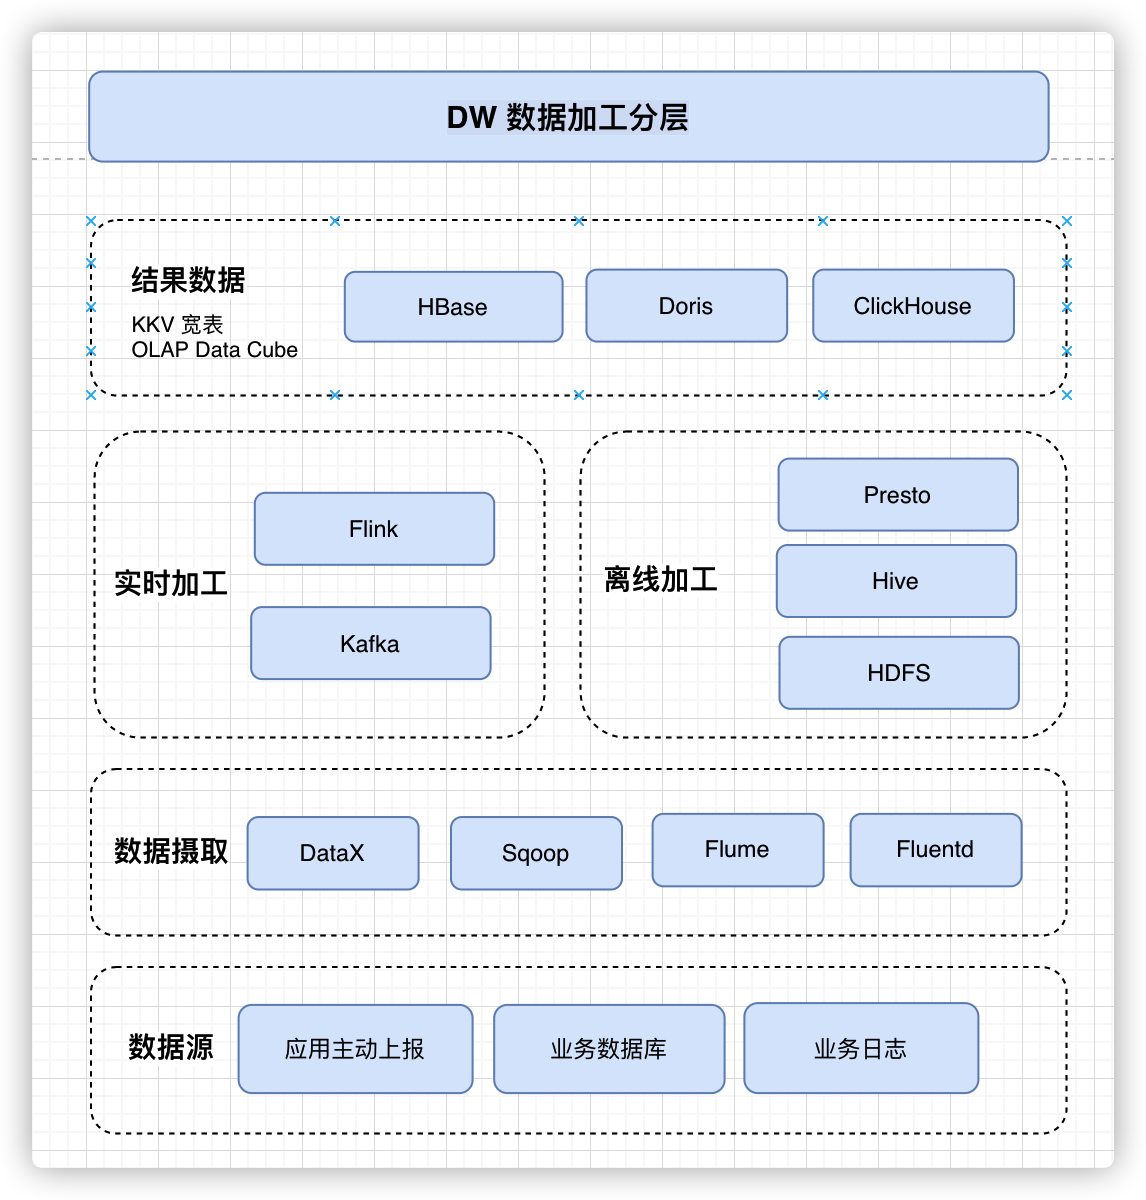 DW 数据加工分层
结果数据
KKV 宽表
OLAP Data Cube
HBase
Doris
ClickHouse
实时加工
Flink
Kafka
离线加工
Presto
Hive
HDFS
数据摄取
DataX
Sqoop
Flume
Fluentd
数据源
应用主动上报
业务数据库
业务日志